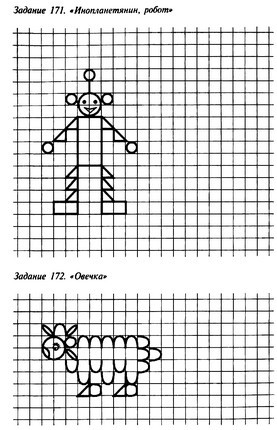 Задание 171. «Инопланетянин, робот»
Задание 172. «Овечка»